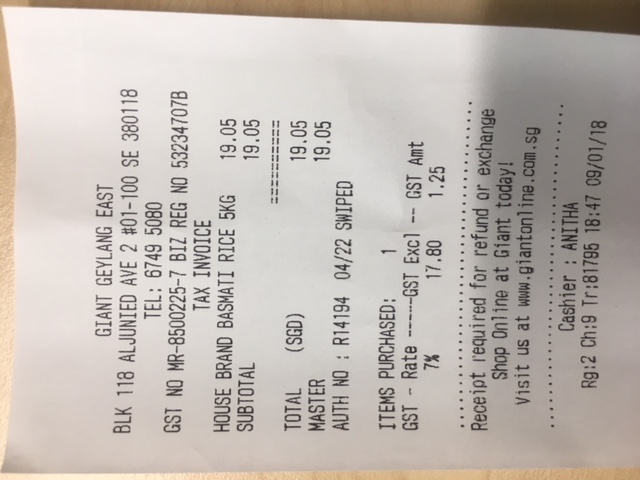 GIANT GEYLANG EAST
BLK 118 ALJUNIED AVE 2 #01-100 SE 380118
TEL: 6749 5080
GST NO MR-8500225-7 BIZ REG NO 53234707B
TAX INVOICE
HOUSE BRAND BASMATI RICE 5KG 19.05
SUBTOTAL 19.05
==========
TOTAL (SGD) 19.05
MASTER 19.05
AUTH NO : R14194 04/22 SWIPED
ITEMS PURCHASED: 1
GST - Rate -----GST Excl -- GST Amt
7% 17.80 1.25
........................................
Receipt required for refund or exchange
Shop Online at Giant today!
Visit us at www.giantonline.com.sg
........................................
Cashier : ANITHA
Rg:2 Ch:9 Tr:81795 18:47 09/01/18